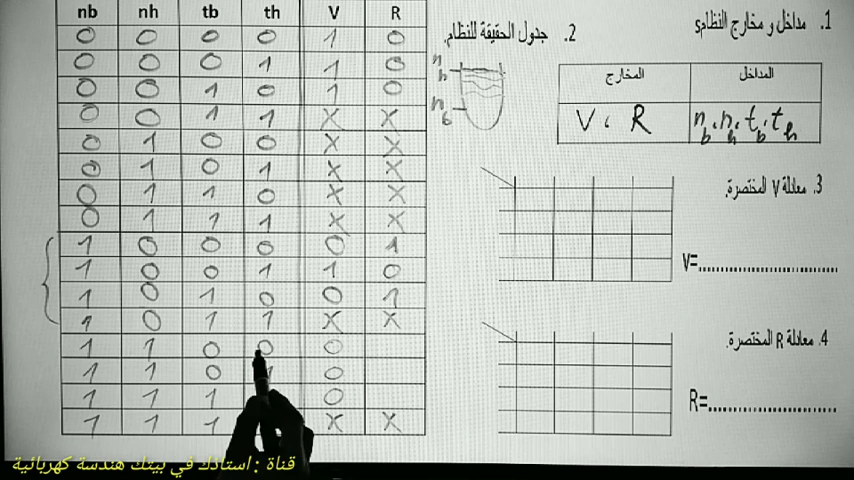 nb nh tb th V R
0 0 0 0 1 0
0 0 0 1 1 0
0 0 1 0 1 0
0 0 1 1 X X
0 1 0 0 X X
0 1 0 1 X X
0 1 1 0 X X
0 1 1 1 X X
1 0 0 0 0 1
1 0 0 1 1 0
1 0 1 0 0 1
1 0 1 1 X X
1 1 0 0 0
1 1 0 1 0
1 1 1 0
1 1 1 X X
1. مداخل و مخارج النظام؟
المداخل المخارج
nb, nh, tb, th V, R
2. جدول الحقيقة للنظام.
nh
nb
3. معادلة V المختصرة.
V=...................................
4. معادلة R المختصرة.
R=...................................
قناة : استاذك في بيتك هندسة كهربائية